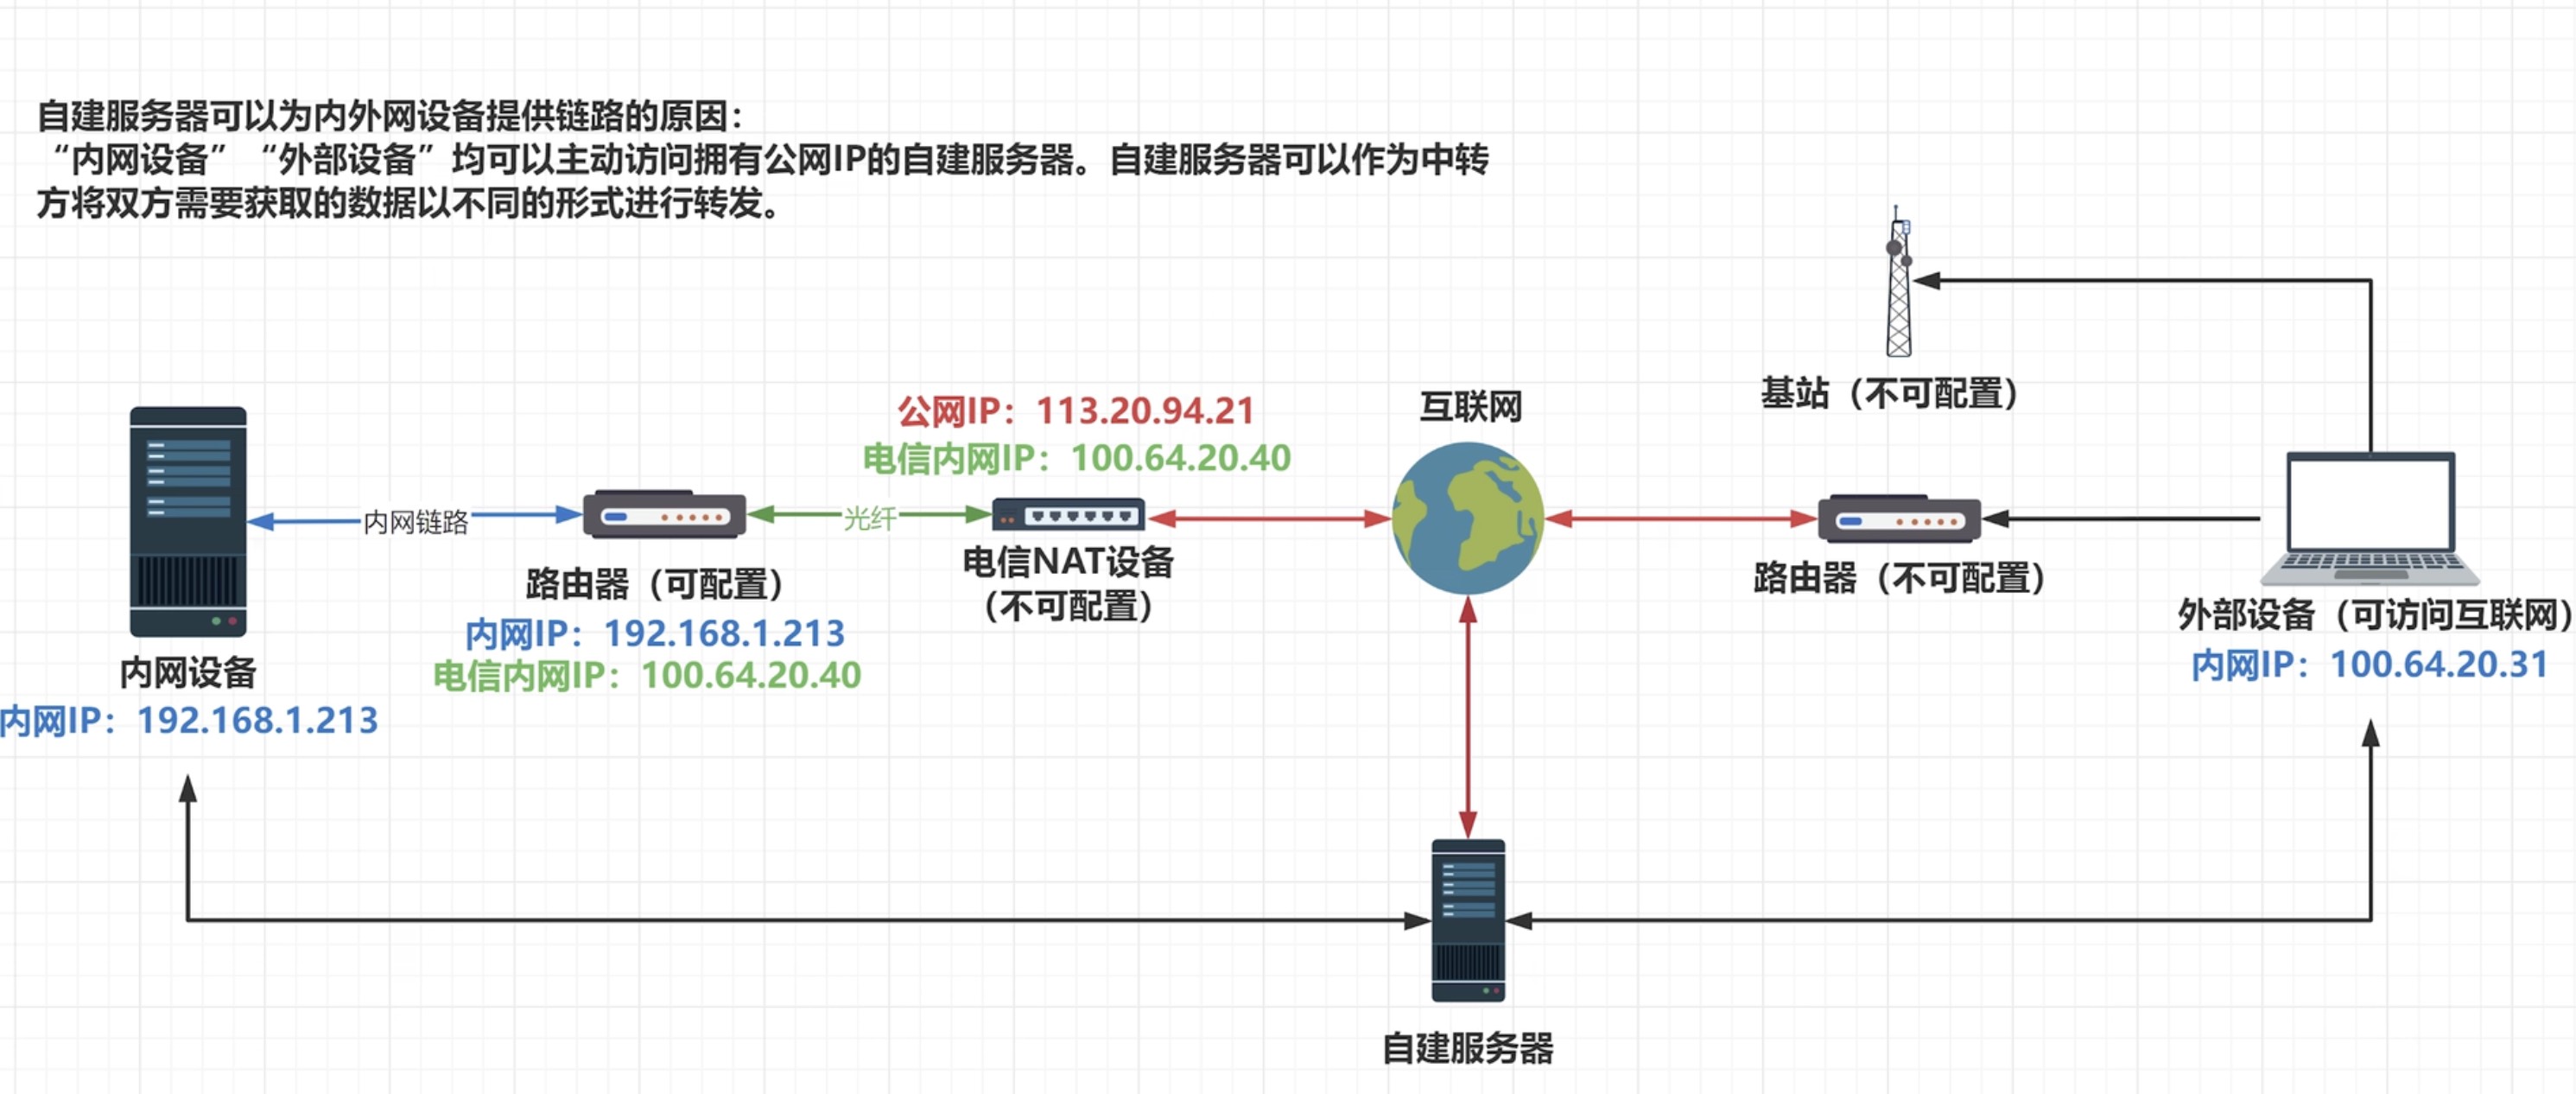 自建服务器可以为内外网设备提供链路的原因：
“内网设备”“外部设备”均可以主动访问拥有公网IP的自建服务器。自建服务器可以作为中转
方将双方需要获取的数据以不同的形式进行转发。
基站（不可配置）
公网IP：113.20.94.21
电信内网IP：100.64.20.40
互联网
内网链路
光纤
电信NAT设备
（不可配置）
路由器（可配置）
内网IP：192.168.1.213
电信内网IP：100.64.20.40
路由器（不可配置）
外部设备（可访问互联网）
内网IP：100.64.20.31
内网设备
内网IP：192.168.1.213
自建服务器